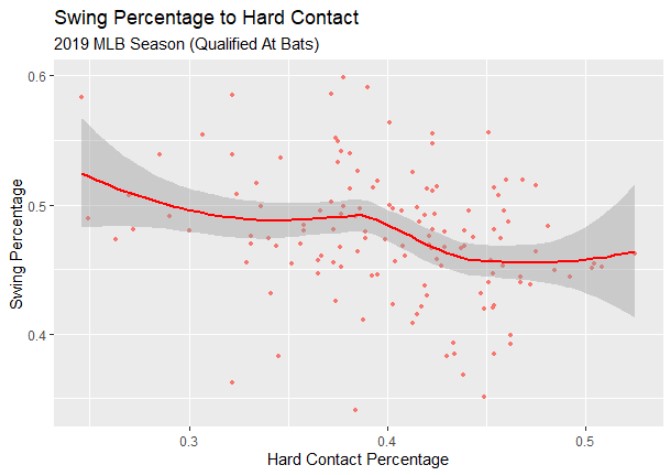 Swing Percentage to Hard Contact
2019 MLB Season (Qualified At Bats)
Swing Percentage
0.6
0.5
0.4
0.3
0.4
0.5
Hard Contact Percentage